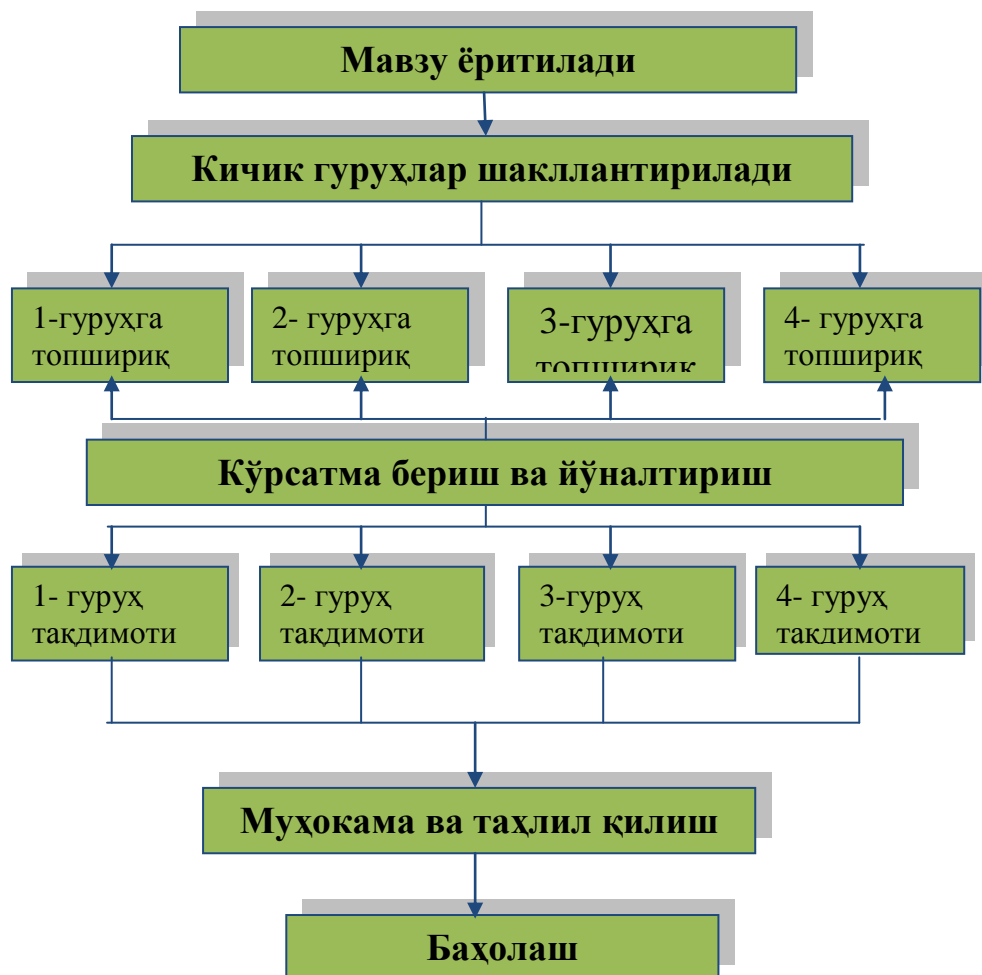 Мавзу ёритилади
Кичик гуруҳлар шакллантирилади
1-гуруҳга
топшириқ
2- гуруҳга
топшириқ
3-гуруҳга
топшириқ
4- гуруҳга
топшириқ
Кўрсатма бериш ва йўналтириш
1- гуруҳ
тақдимоти
2- гуруҳ
тақдимоти
3-гуруҳ
тақдимоти
4- гуруҳ
тақдимоти
Муҳокама ва таҳлил қилиш
Баҳолаш